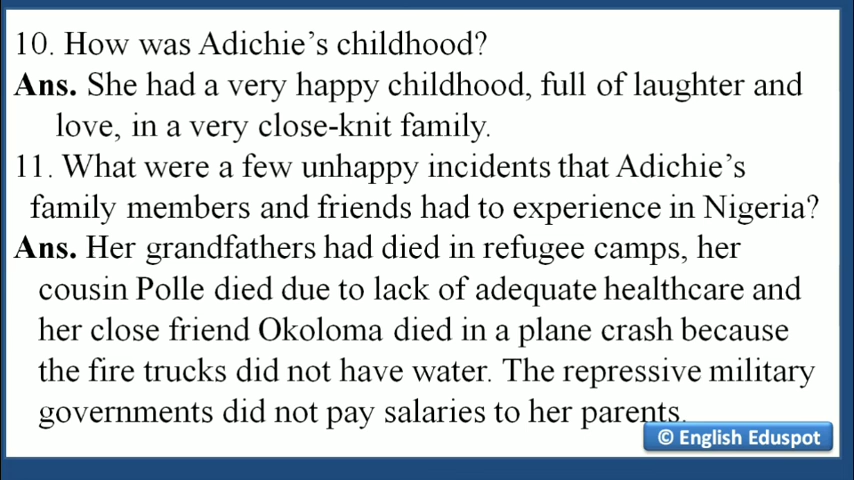 10. How was Adichie's childhood?
Ans. She had a very happy childhood, full of laughter and
love, in a very close-knit family.
11. What were a few unhappy incidents that Adichie's
family members and friends had to experience in Nigeria?
Ans. Her grandfathers had died in refugee camps, her
cousin Polle died due to lack of adequate healthcare and
her close friend Okoloma died in a plane crash because
the fire trucks did not have water. The repressive military
governments did not pay salaries to her parents.
© English Eduspot